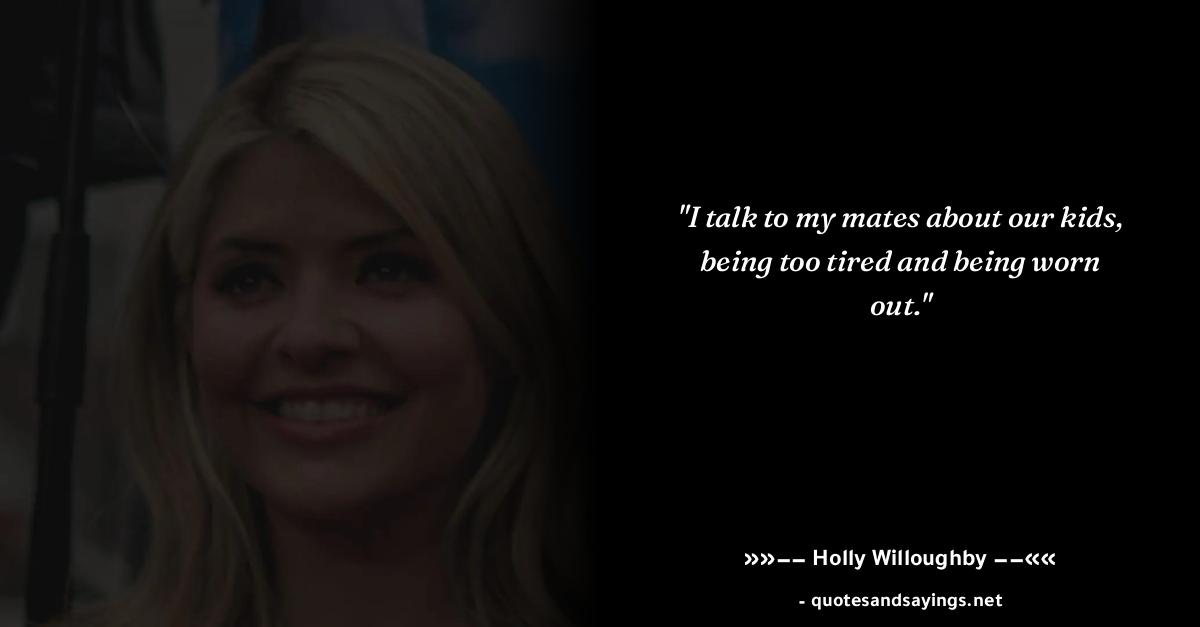 "I talk to my mates about our kids,
being too tired and being worn
out."
»»–– Holly Willoughby ––««
- quotesandsayings.net